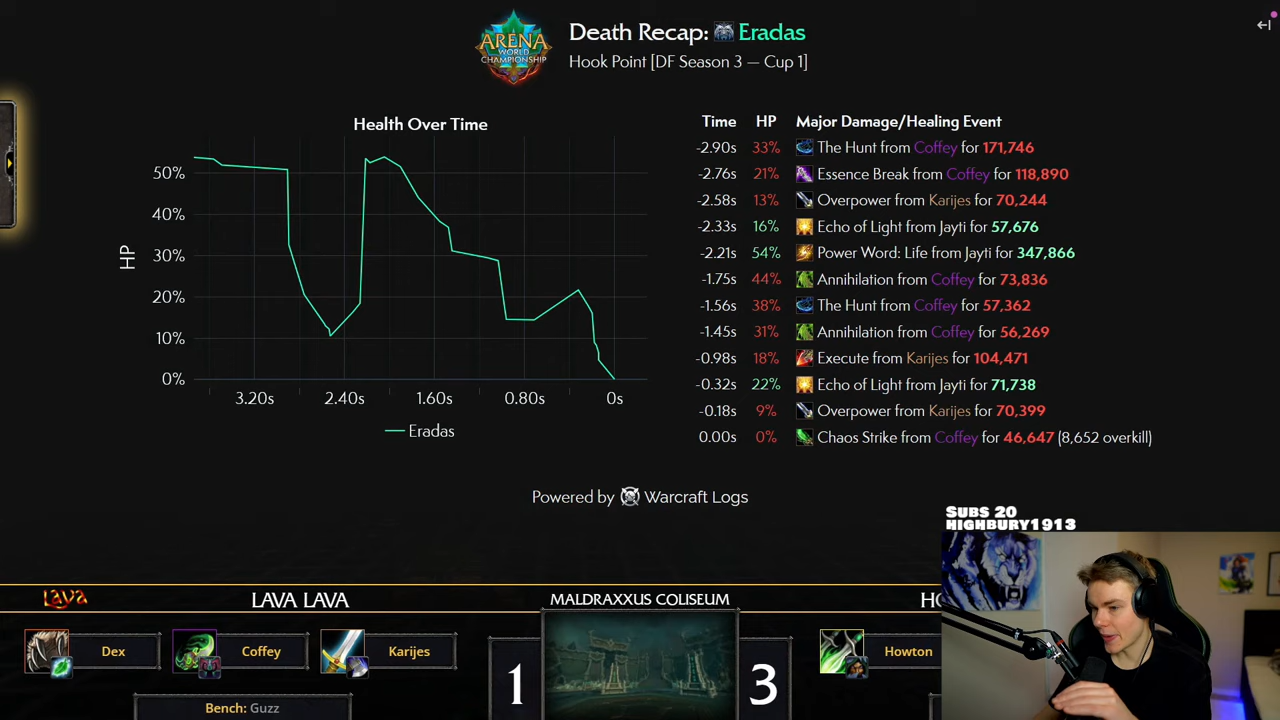 ARENA
WORLD
CHAMPIONSHIP
Death Recap: Eradas
Hook Point [DF Season 3 — Cup 1]
Health Over Time
50%
40%
30%
20%
10%
0%
HP
3.20s 2.40s 1.60s 0.80s 0s
Eradas
Time HP Major Damage/Healing Event
-2.90s 33% The Hunt from Coffey for 171,746
-2.76s 21% Essence Break from Coffey for 118,890
-2.58s 13% Overpower from Karijes for 70,244
-2.33s 16% Echo of Light from Jayti for 57,676
-2.21s 54% Power Word: Life from Jayti for 347,866
-1.75s 44% Annihilation from Coffey for 73,836
-1.56s 38% The Hunt from Coffey for 57,362
-1.45s 31% Annihilation from Coffey for 56,269
-0.98s 18% Execute from Karijes for 104,471
-0.32s 22% Echo of Light from Jayti for 71,738
-0.18s 9% Overpower from Karijes for 70,399
0.00s 0% Chaos Strike from Coffey for 46,647 (8,652 overkill)
Powered by Warcraft Logs
SUBS 20
HIGHBURY1913
Lava LAVA LAVA MALDRAXXUS COLISEUM HO
Dex Coffey Karijes 1 3 Howton
Bench: Guzz